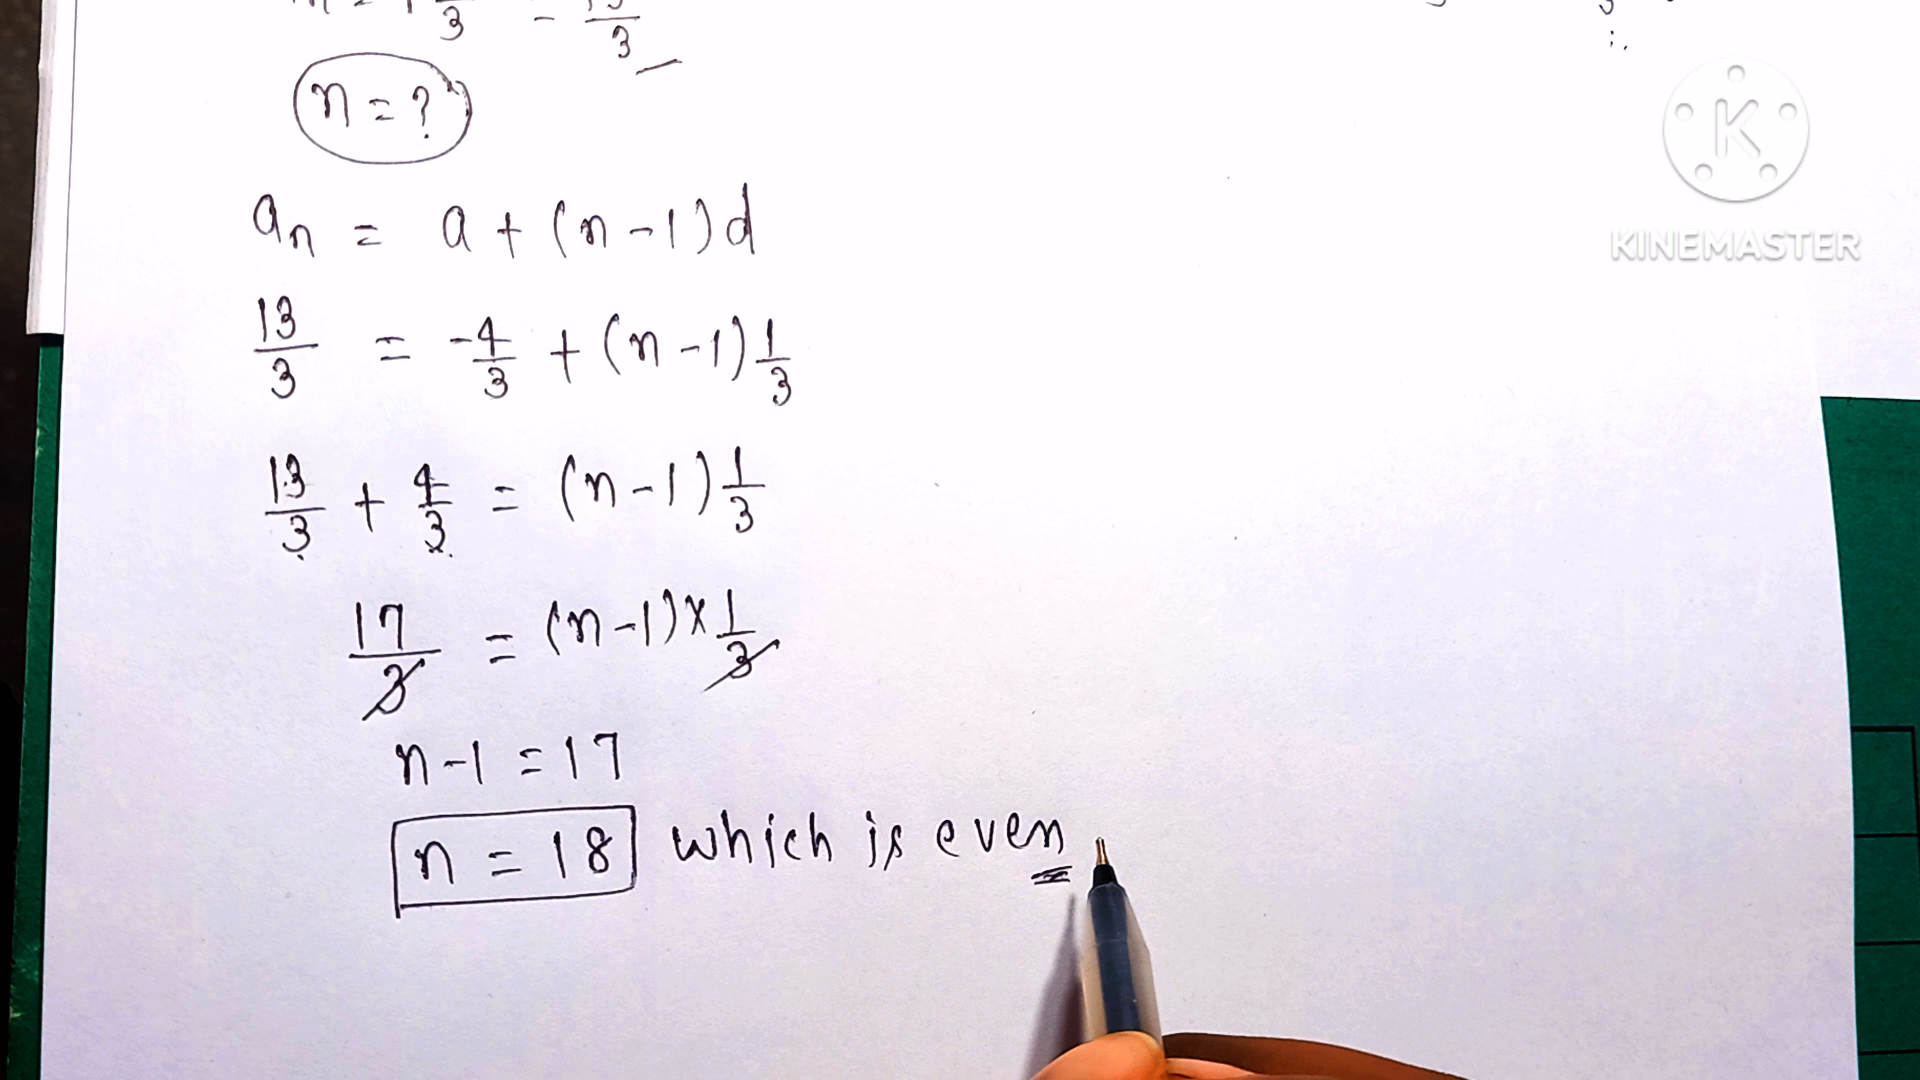 n = ?
an = a + (n-1)d
13/3 = -4/3 + (n-1) 1/3
13/3 + 4/3 = (n-1) 1/3
17/3 = (n-1) × 1/3
n-1 = 17
n = 18 which is even
K
KINEMASTER